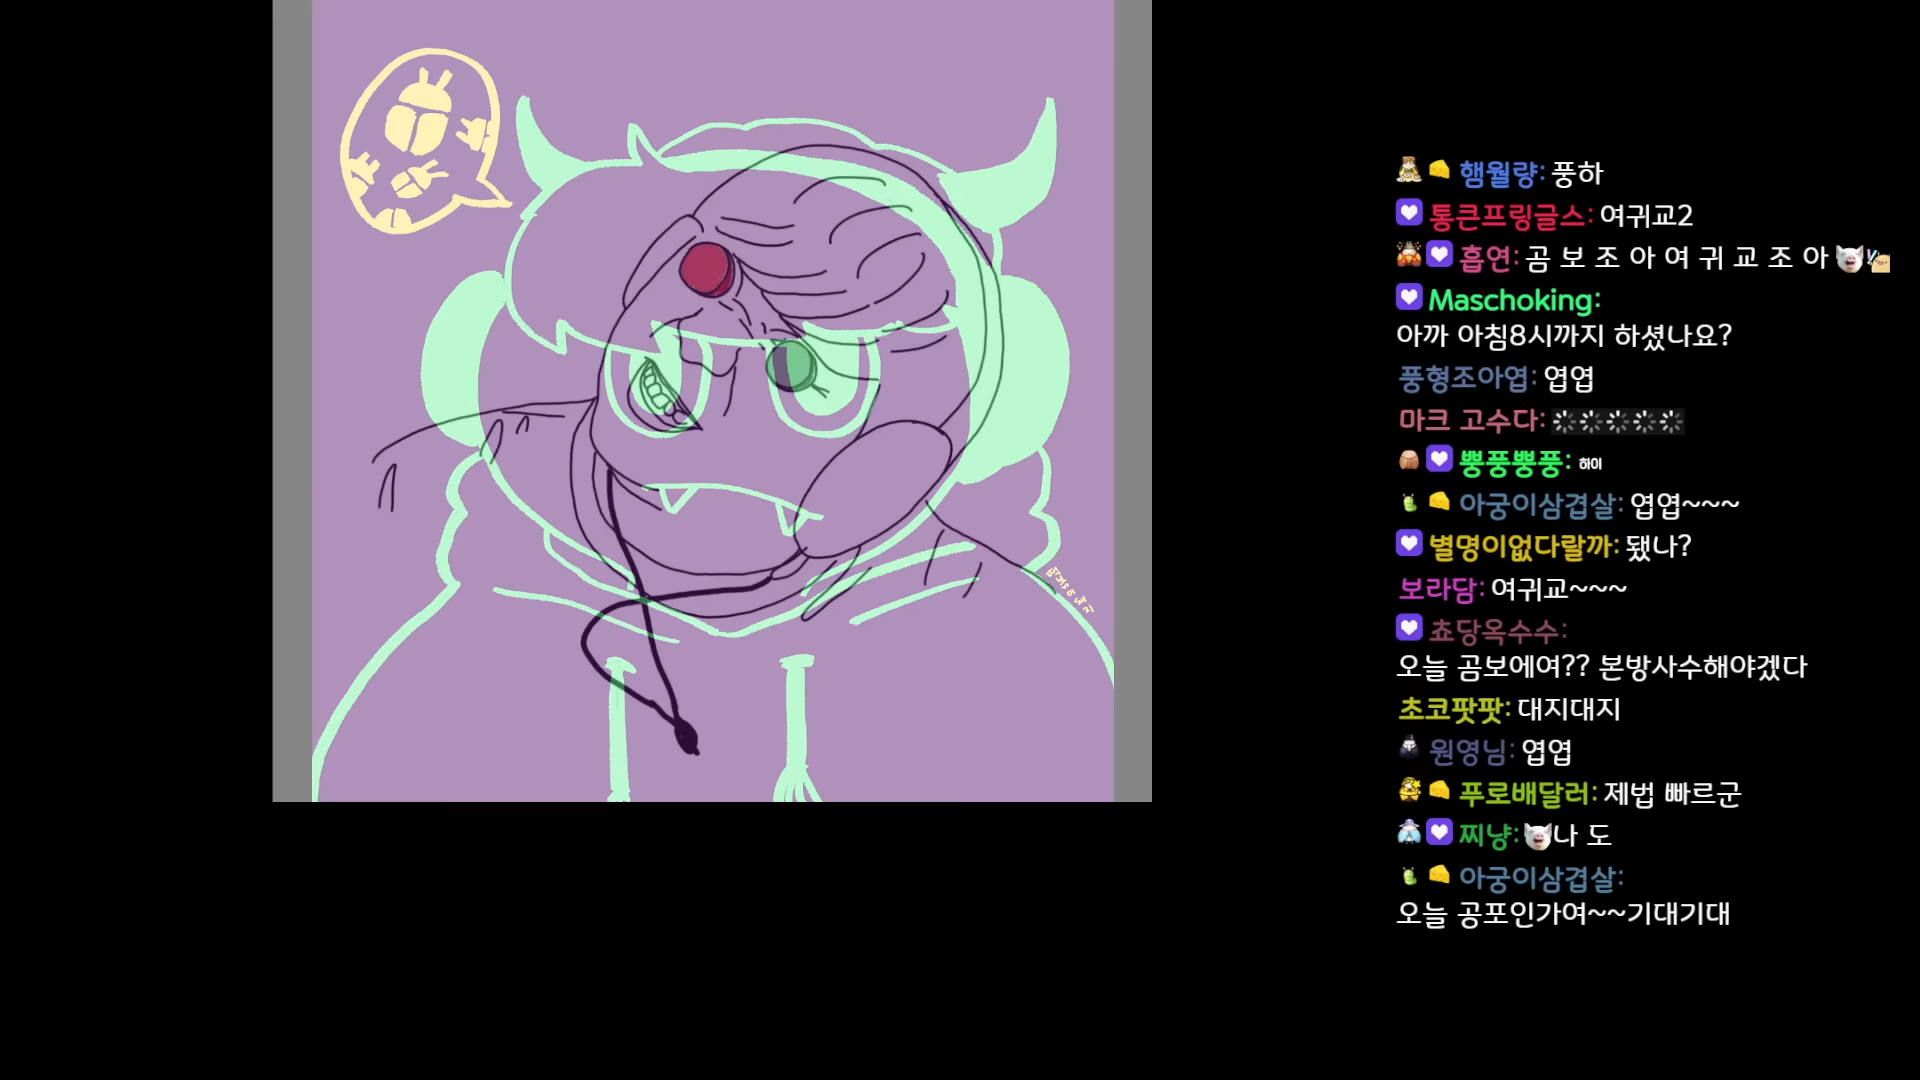 햄월량: 풍하
통큰프링글스: 여귀교2
흡연: 곰 보 조 아 여 귀 교 조 아
Maschoking:
아까 아침8시까지 하셨나요?
풍형조아엽: 엽엽
마크 고수다:
뿡풍뿡풍: 하이
아궁이삼겹살: 엽엽~~~
별명이없다랄까: 됐나?
보라담: 여귀교~~~
쵸당옥수수:
오늘 곰보에여?? 본방사수해야겠다
초코팟팟: 대지대지
원영님: 엽엽
푸로배달러: 제법 빠르군
찌냥: 나 도
아궁이삼겹살:
오늘 공포인가여~~기대기대